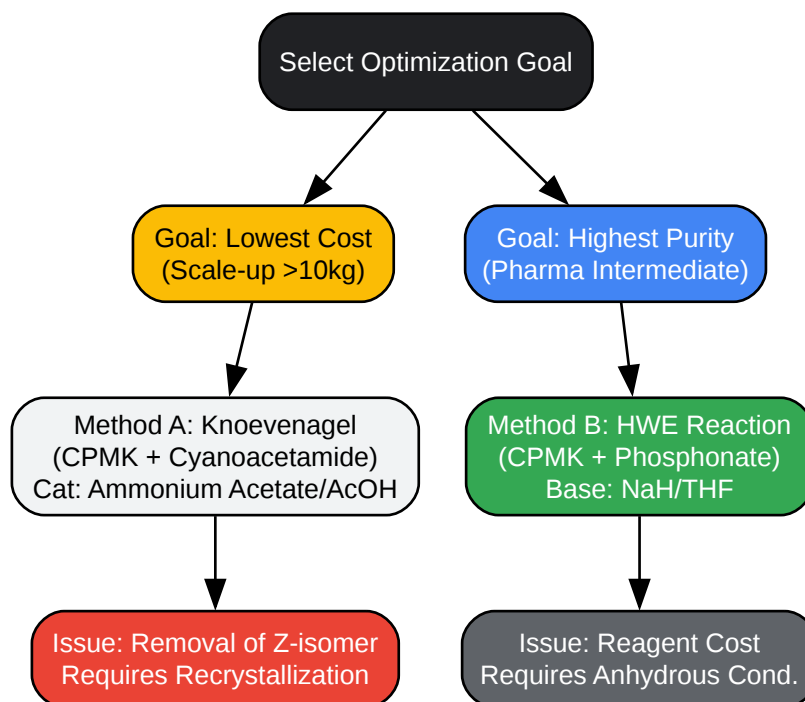 Select Optimization Goal
Goal: Lowest Cost
(Scale-up >10kg)
Goal: Highest Purity
(Pharma Intermediate)
Method A: Knoevenagel
(CPMK + Cyanoacetamide)
Cat: Ammonium Acetate/AcOH
Method B: HWE Reaction
(CPMK + Phosphonate)
Base: NaH/THF
Issue: Removal of Z-isomer
Requires Recrystallization
Issue: Reagent Cost
Requires Anhydrous Cond.